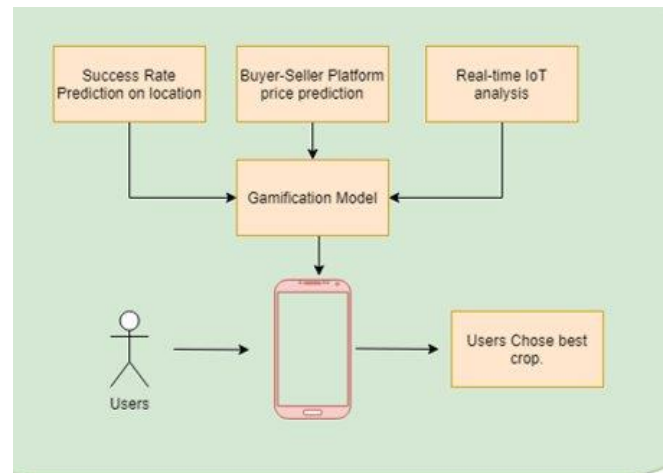 Success Rate
Prediction on location
Buyer-Seller Platform
price prediction
Real-time IoT
analysis
Gamification Model
Users Chose best
crop.
Users